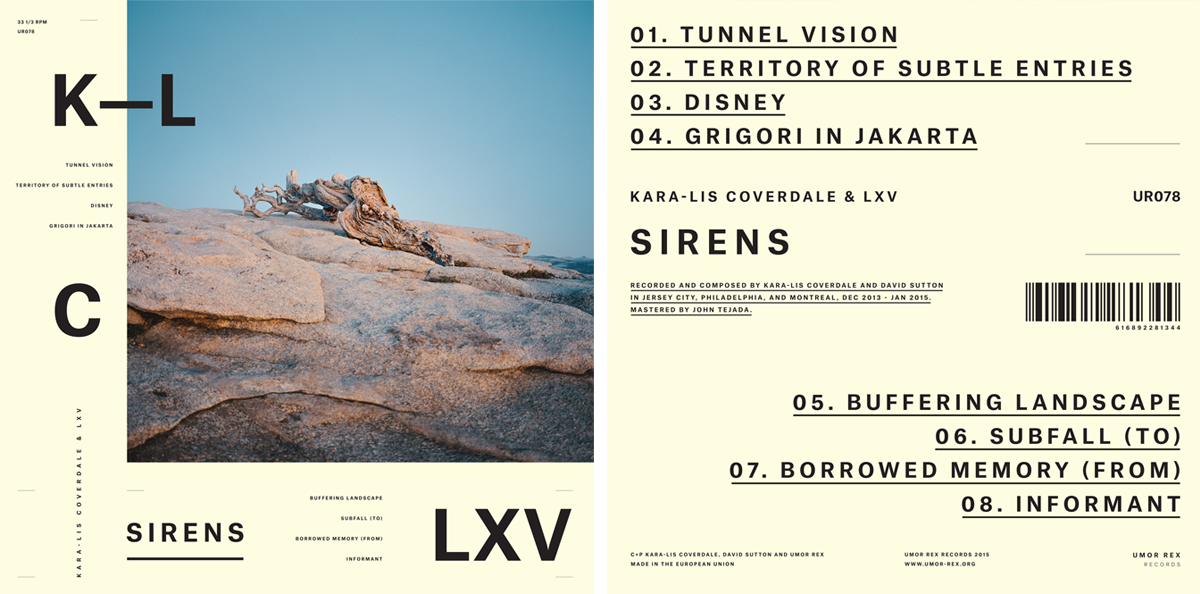 33 1/3 RPM
UR078
K—L
TUNNEL VISION
TERRITORY OF SUBTLE ENTRIES
DISNEY
GRIGORI IN JAKARTA
C
KARA-LIS COVERDALE & LXV
SIRENS
BUFFERING LANDSCAPE
SUBFALL (TO)
BORROWED MEMORY (FROM)
INFORMANT
LXV
01. TUNNEL VISION
02. TERRITORY OF SUBTLE ENTRIES
03. DISNEY
04. GRIGORI IN JAKARTA
KARA-LIS COVERDALE & LXV
UR078
SIRENS
RECORDED AND COMPOSED BY KARA-LIS COVERDALE AND DAVID SUTTON
IN JERSEY CITY, PHILADELPHIA, AND MONTREAL, DEC 2013 - JAN 2015.
MASTERED BY JOHN TEJADA.
616892281344
05. BUFFERING LANDSCAPE
06. SUBFALL (TO)
07. BORROWED MEMORY (FROM)
08. INFORMANT
C+P KARA-LIS COVERDALE, DAVID SUTTON AND UMOR REX
MADE IN THE EUROPEAN UNION
UMOR REX RECORDS 2015
WWW.UMOR-REX.ORG
UMOR REX
RECORDS